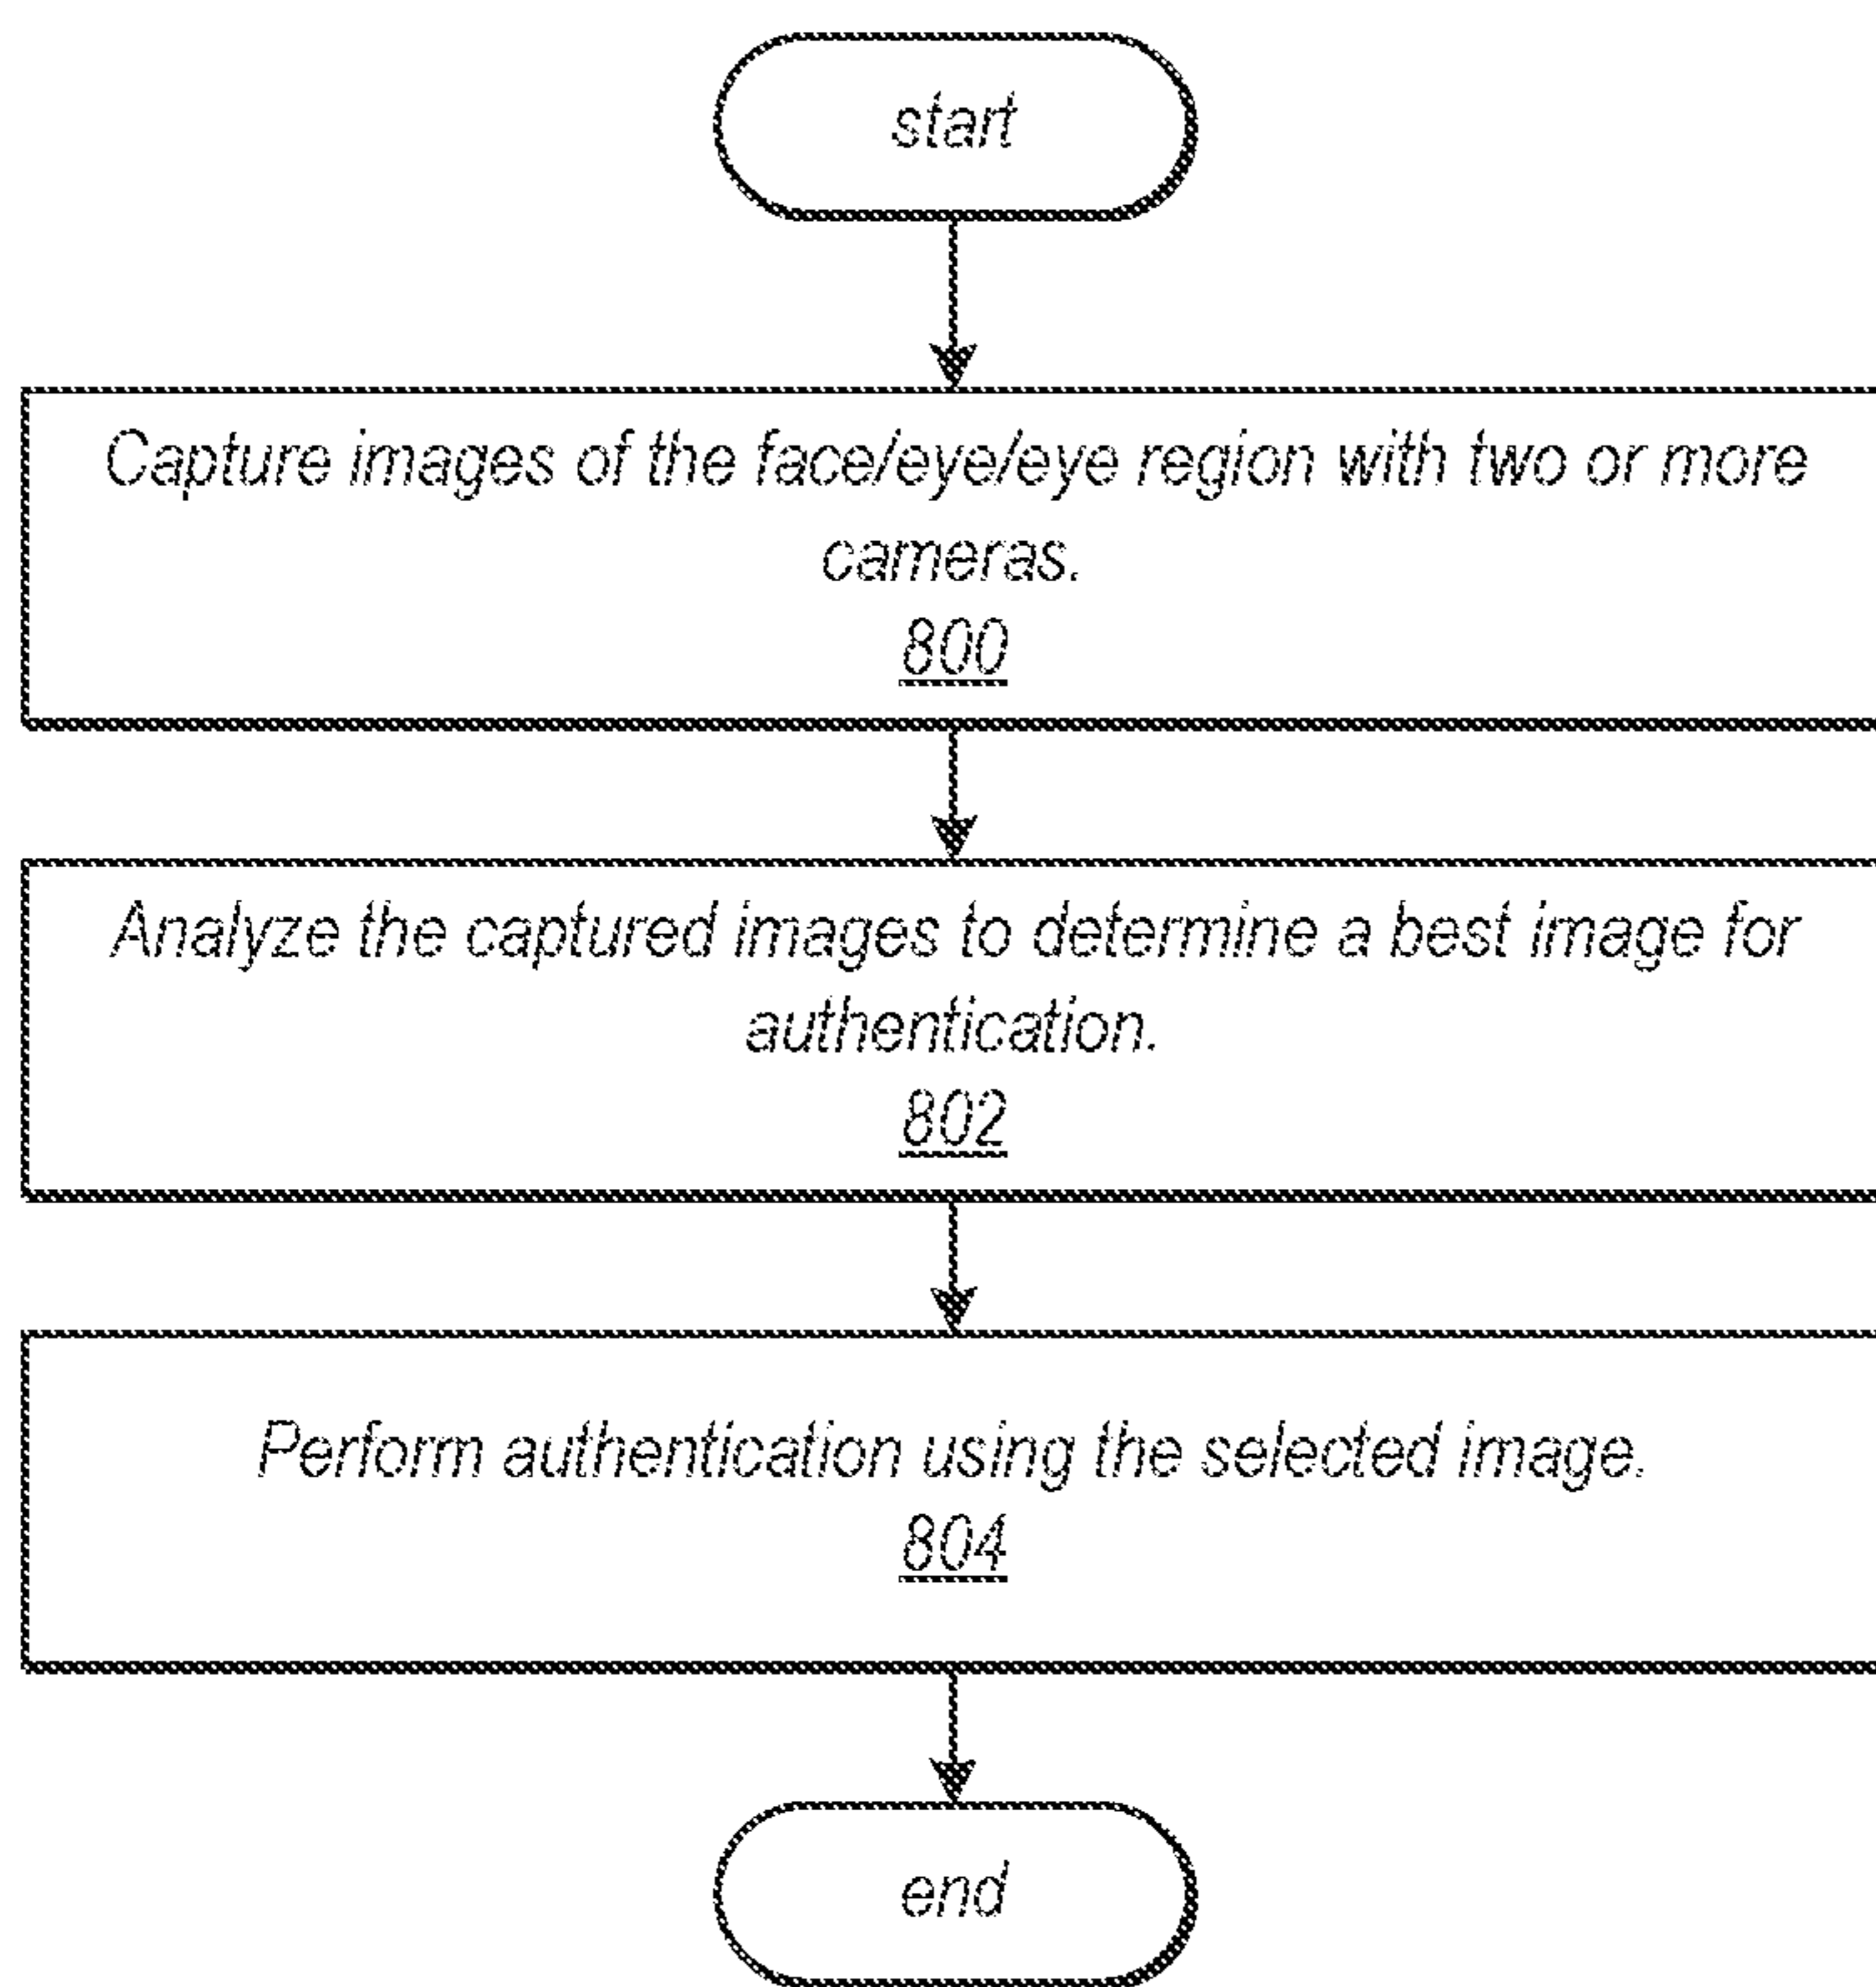 start
Capture images of the face/eye/eye region with two or more
cameras.
800
Analyze the captured images to determine a best image for
authentication.
802
Perform authentication using the selected image.
804
end